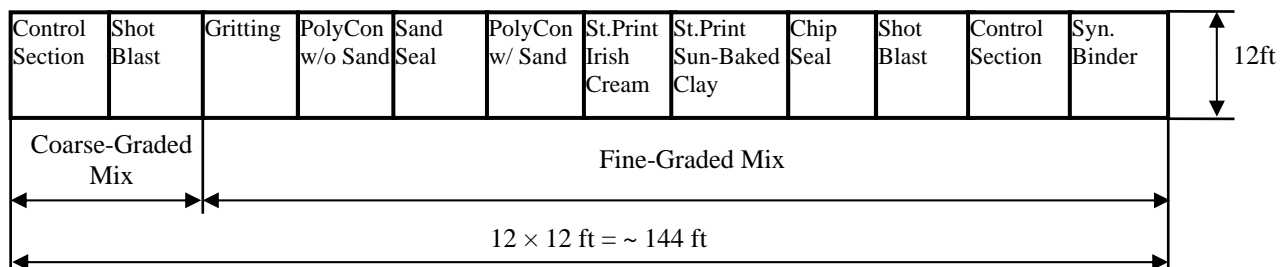 Control
Section
Shot
Blast
Gritting
PolyCon
w/o Sand
Sand
Seal
PolyCon
w/ Sand
St.Print
Irish
Cream
St.Print
Sun-Baked
Clay
Chip
Seal
Shot
Blast
Control
Section
Syn.
Binder
12ft
Coarse-Graded
Mix
Fine-Graded Mix
12 × 12 ft = ~ 144 ft